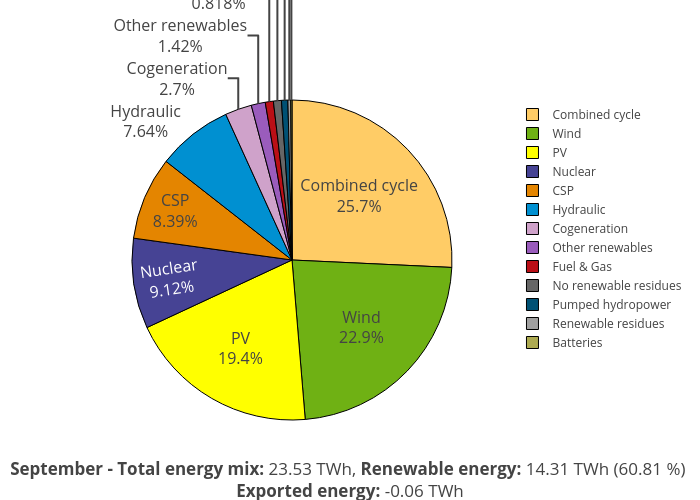 0.818%
Other renewables
1.42%
Cogeneration
2.7%
Hydraulic
7.64%
CSP
8.39%
Nuclear
9.12%
PV
19.4%
Wind
22.9%
Combined cycle
25.7%
Combined cycle
Wind
PV
Nuclear
CSP
Hydraulic
Cogeneration
Other renewables
Fuel & Gas
No renewable residues
Pumped hydropower
Renewable residues
Batteries
September - Total energy mix: 23.53 TWh, Renewable energy: 14.31 TWh (60.81 %)
Exported energy: -0.06 TWh